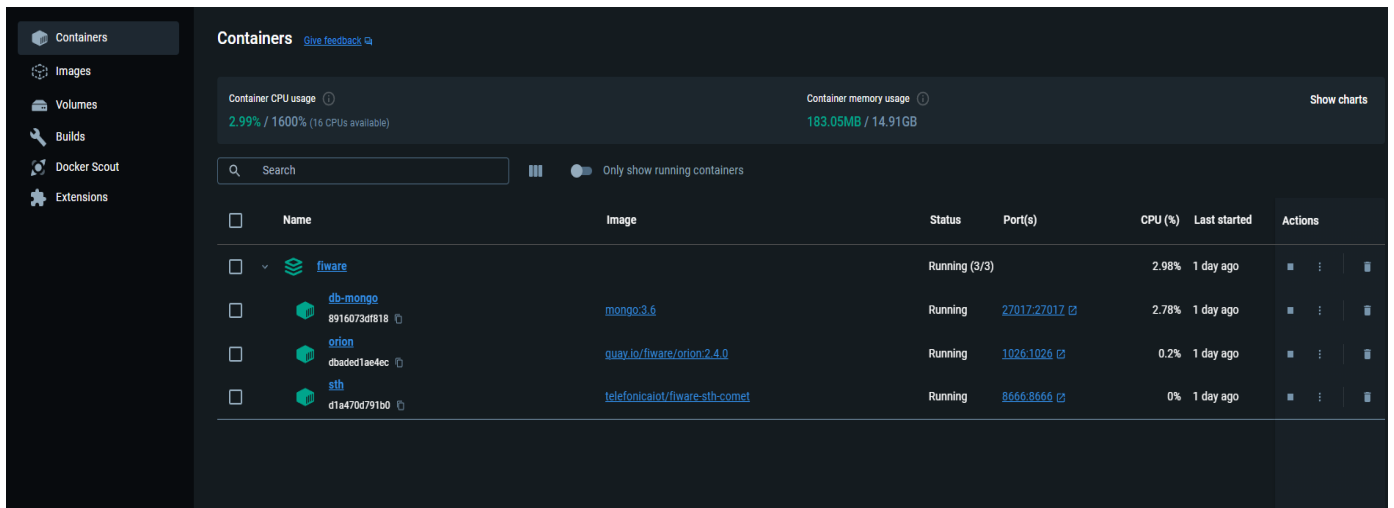 Containers
Images
Volumes
Builds
Docker Scout
Extensions
Containers Give feedback
Container CPU usage
2.99% / 1600% (16 CPUs available)
Container memory usage
183.05MB / 14.91GB
Show charts
Search
Only show running containers
Name Image Status Port(s) CPU (%) Last started Actions
fiware Running (3/3) 2.98% 1 day ago
db-mongo
8916073df818
mongo:3.6 Running 27017:27017 2.78% 1 day ago
orion
dbaded1ae4ec
quay.io/fiware/orion:2.4.0 Running 1026:1026 0.2% 1 day ago
sth
d1a470d791b0
telefonicaiot/fiware-sth-comet Running 8666:8666 0% 1 day ago